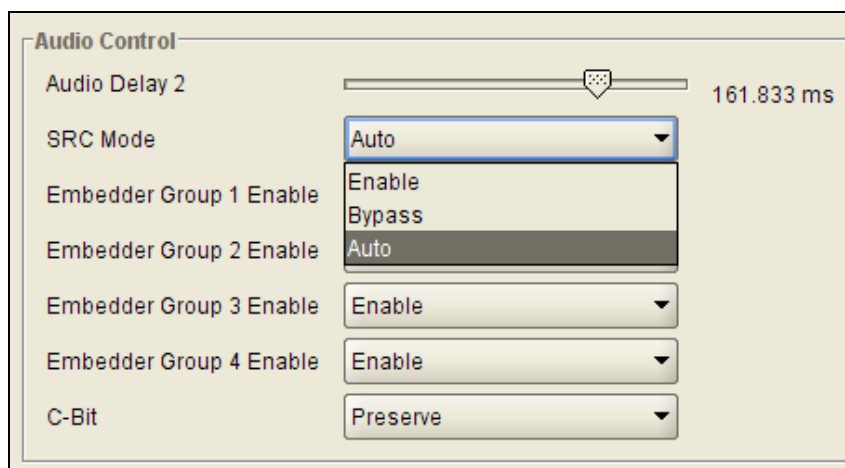 Audio Control
Audio Delay 2
161.833 ms
SRC Mode
Auto
Enable
Bypass
Auto
Embedder Group 1 Enable
Embedder Group 2 Enable
Embedder Group 3 Enable
Enable
Embedder Group 4 Enable
Enable
C-Bit
Preserve